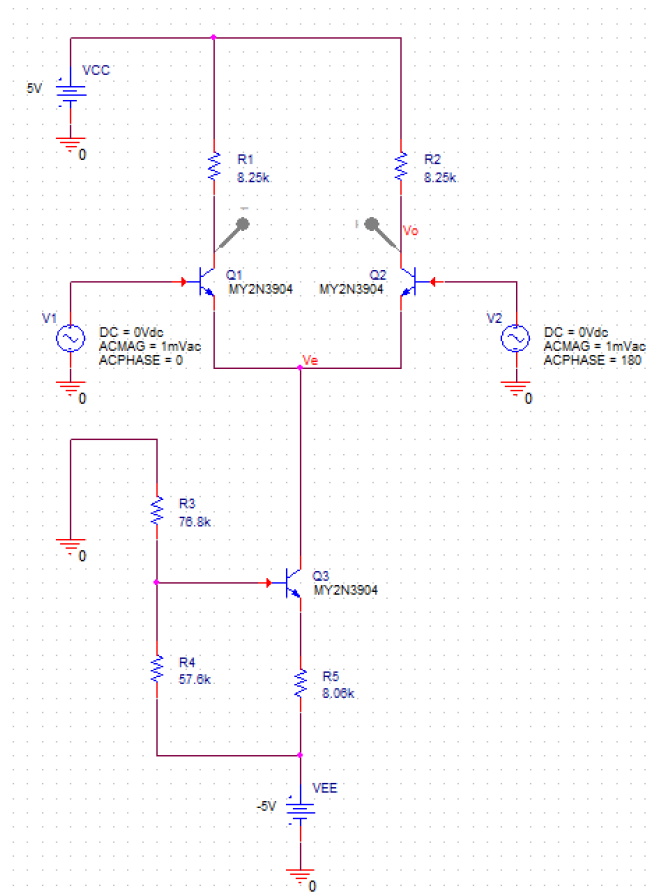 VCC
5V
0
R1
8.25k
R2
8.25k
Vo
Q1
MY2N3904
Q2
MY2N3904
V1
DC = 0Vdc
ACMAG = 1mVac
ACPHASE = 0
0
V2
DC = 0Vdc
ACMAG = 1mVac
ACPHASE = 180
0
Ve
R3
76.8k
0
Q3
MY2N3904
R4
57.6k
R5
8.06k
VEE
-5V
0